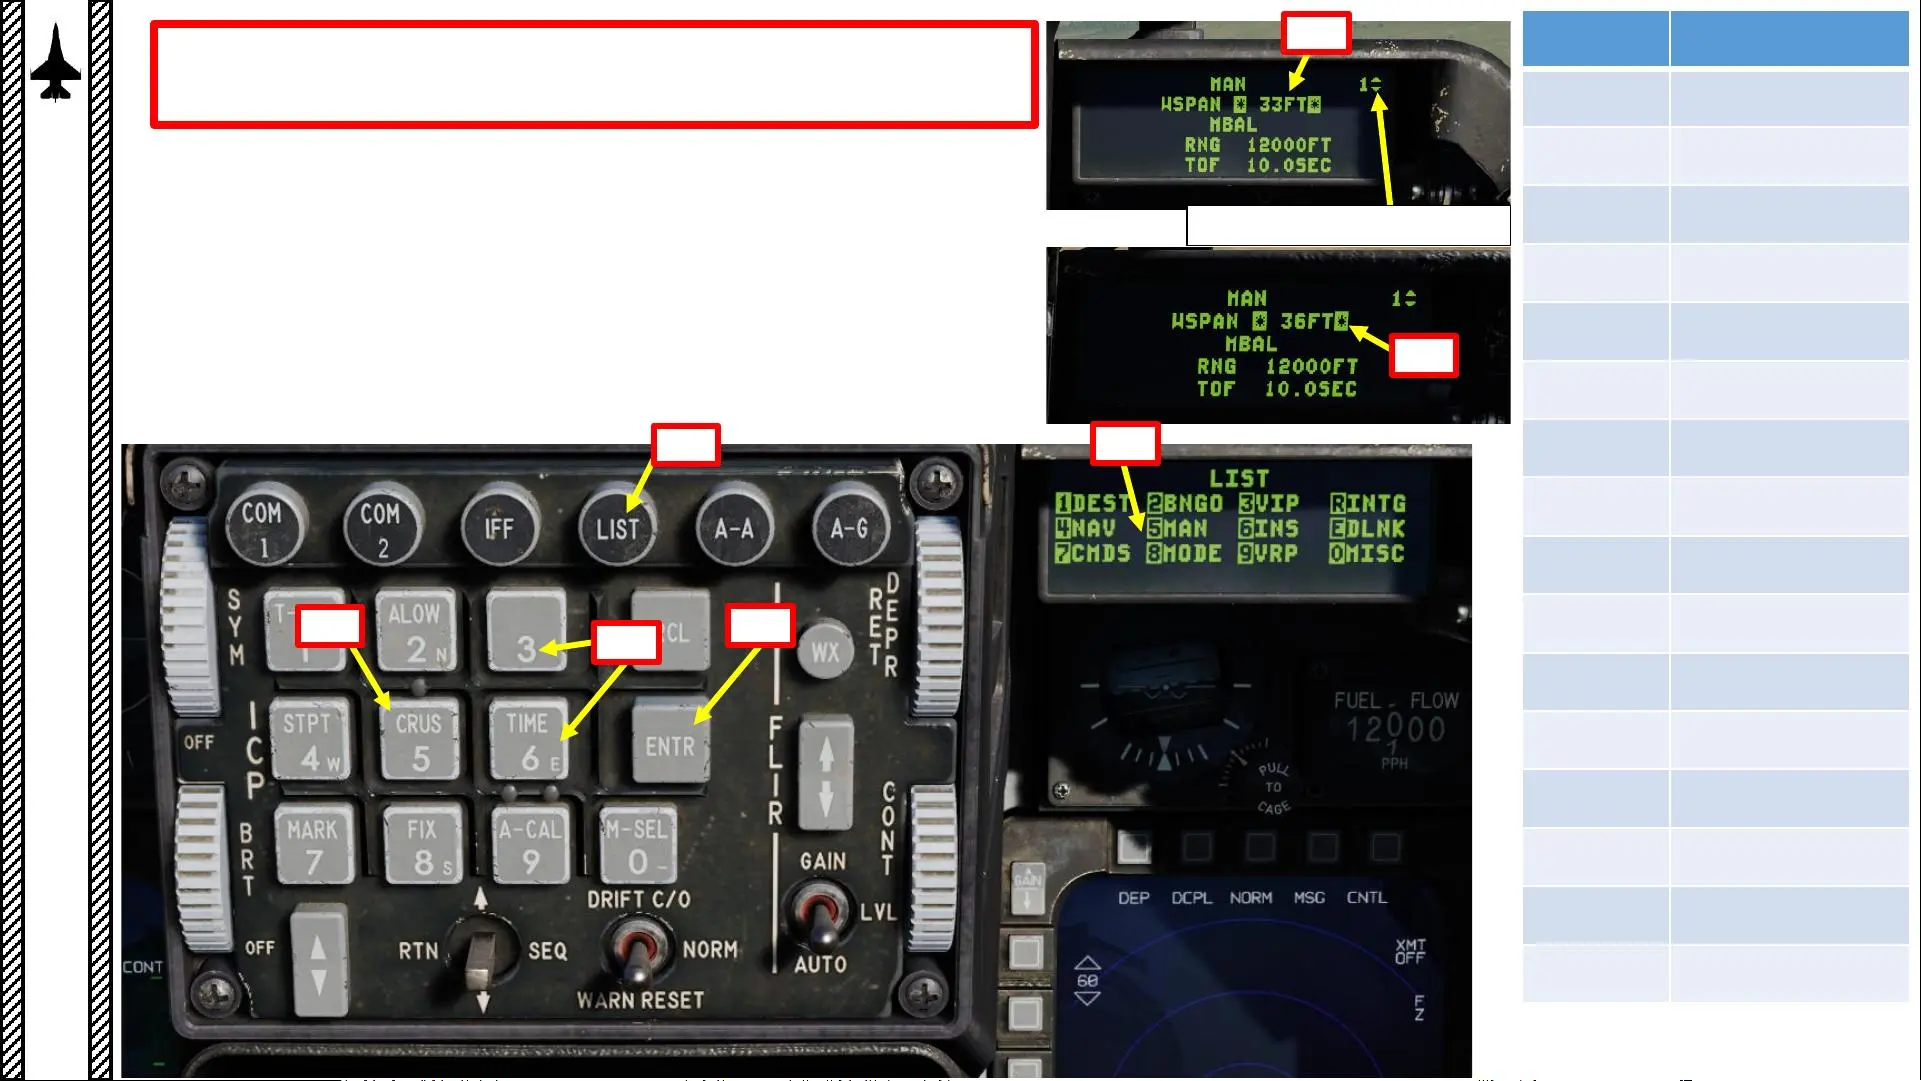 MAN 1
WSPAN * 33FT*
MBAL
RNG 12000FT
TOF 10.0SEC
MAN 1
WSPAN * 36FT*
MBAL
RNG 12000FT
TOF 10.0SEC
LIST
1DEST 2BNGO 3VIP RINTG
4NAV 5MAN 6INS EDLNK
7CMDS 8MODE 9VRP 0MISC
COM 1
COM 2
IFF
LIST
A-A
A-G
SYM
1
ALOW
2 N
3
WX
DEPR
RET
ICP
OFF
STPT
4 W
CRUS
5
TIME
6 E
ENTR
FLIR
BRT
MARK
7
FIX
8 S
A-CAL
9
M-SEL
0 -
CONT
GAIN
LVL
AUTO
DRIFT C/O
NORM
WARN RESET
OFF
RTN
SEQ
CONT
FUEL - FLOW
12000
1
PPH
PULL
TO
CAGE
GAIN
DEP DCPL NORM MSG CNTL
XMT
OFF
60
F
Z